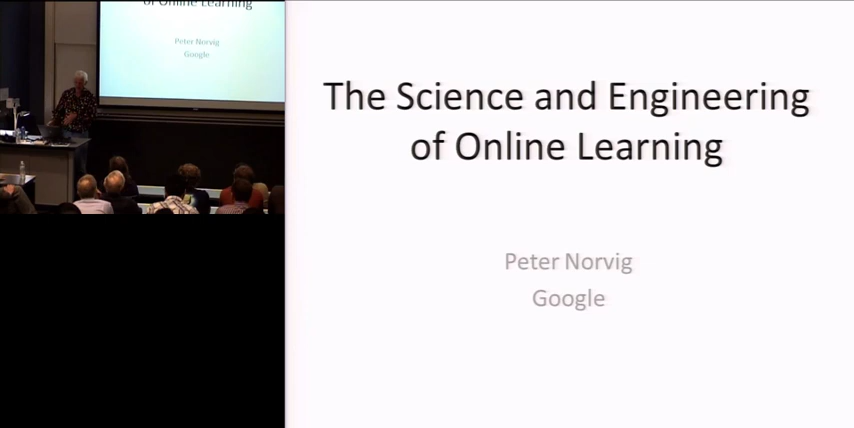 of Online Learning
Peter Norvig
Google
The Science and Engineering
of Online Learning
Peter Norvig
Google